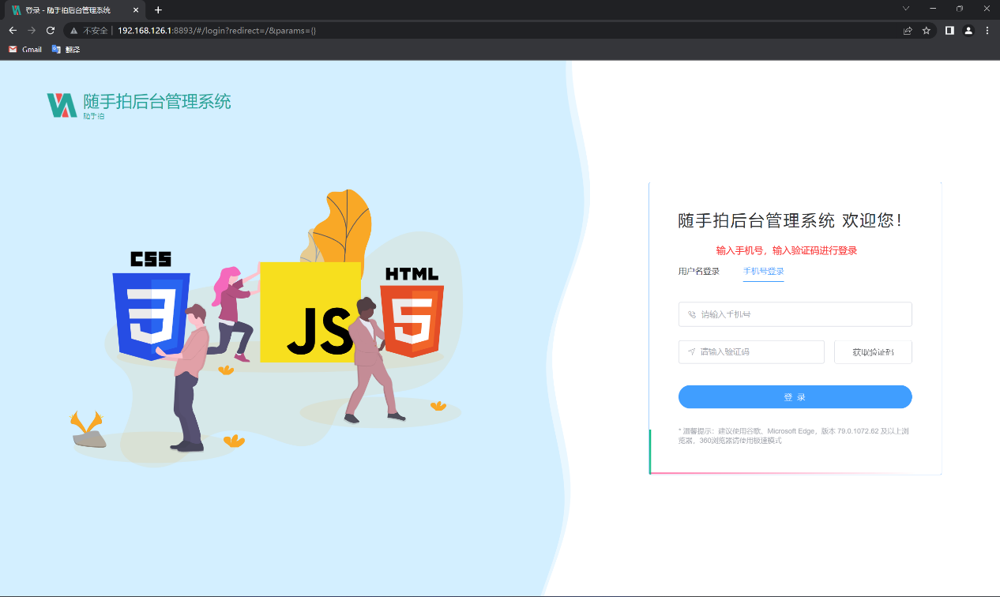 登录 - 随手拍后台管理系统
不安全 | 192.168.126.1:8893/#/login?redirect=/&params={}
Gmail 翻译
随手拍后台管理系统
随手拍
CSS
3
JS
HTML
5
随手拍后台管理系统 欢迎您！
输入手机号，输入验证码进行登录
用户名登录 手机号登录
请输入手机号
请输入验证码 获取验证码
登 录
* 温馨提示：建议使用谷歌、Microsoft Edge，版本 79.0.1072.62 及以上浏
览器，360浏览器请使用极速模式